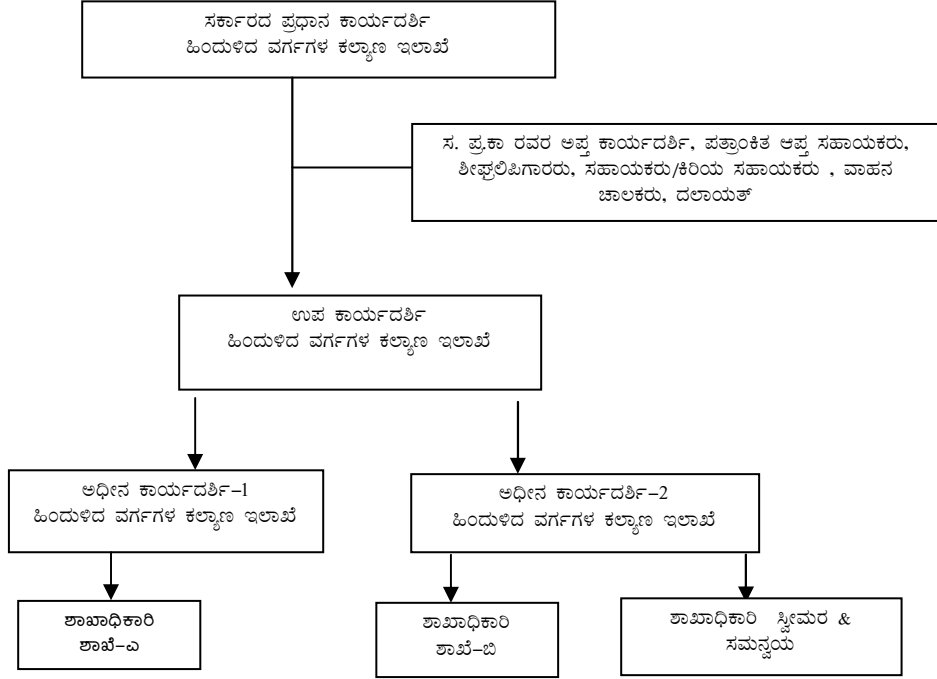 ಸರ್ಕಾರದ ಪ್ರಧಾನ ಕಾರ್ಯದರ್ಶಿ
ಹಿಂದುಳಿದ ವರ್ಗಗಳ ಕಲ್ಯಾಣ ಇಲಾಖೆ
ಸ. ಪ್ರ.ಕಾ ರವರ ಅಪ್ತ ಕಾರ್ಯದರ್ಶಿ, ಪತ್ರಾಂಕಿತ ಆಪ್ತ ಸಹಾಯಕರು,
ಶೀಘ್ರಲಿಪಿಗಾರರು, ಸಹಾಯಕರು/ಕಿರಿಯ ಸಹಾಯಕರು , ವಾಹನ
ಚಾಲಕರು, ದಲಾಯತ್
ಉಪ ಕಾರ್ಯದರ್ಶಿ
ಹಿಂದುಳಿದ ವರ್ಗಗಳ ಕಲ್ಯಾಣ ಇಲಾಖೆ
ಅಧೀನ ಕಾರ್ಯದರ್ಶಿ-1
ಹಿಂದುಳಿದ ವರ್ಗಗಳ ಕಲ್ಯಾಣ ಇಲಾಖೆ
ಅಧೀನ ಕಾರ್ಯದರ್ಶಿ-2
ಹಿಂದುಳಿದ ವರ್ಗಗಳ ಕಲ್ಯಾಣ ಇಲಾಖೆ
ಶಾಖಾಧಿಕಾರಿ
ಶಾಖೆ-ಎ
ಶಾಖಾಧಿಕಾರಿ
ಶಾಖೆ-ಬಿ
ಶಾಖಾಧಿಕಾರಿ ಸ್ವೀಮರ &
ಸಮನ್ವಯ